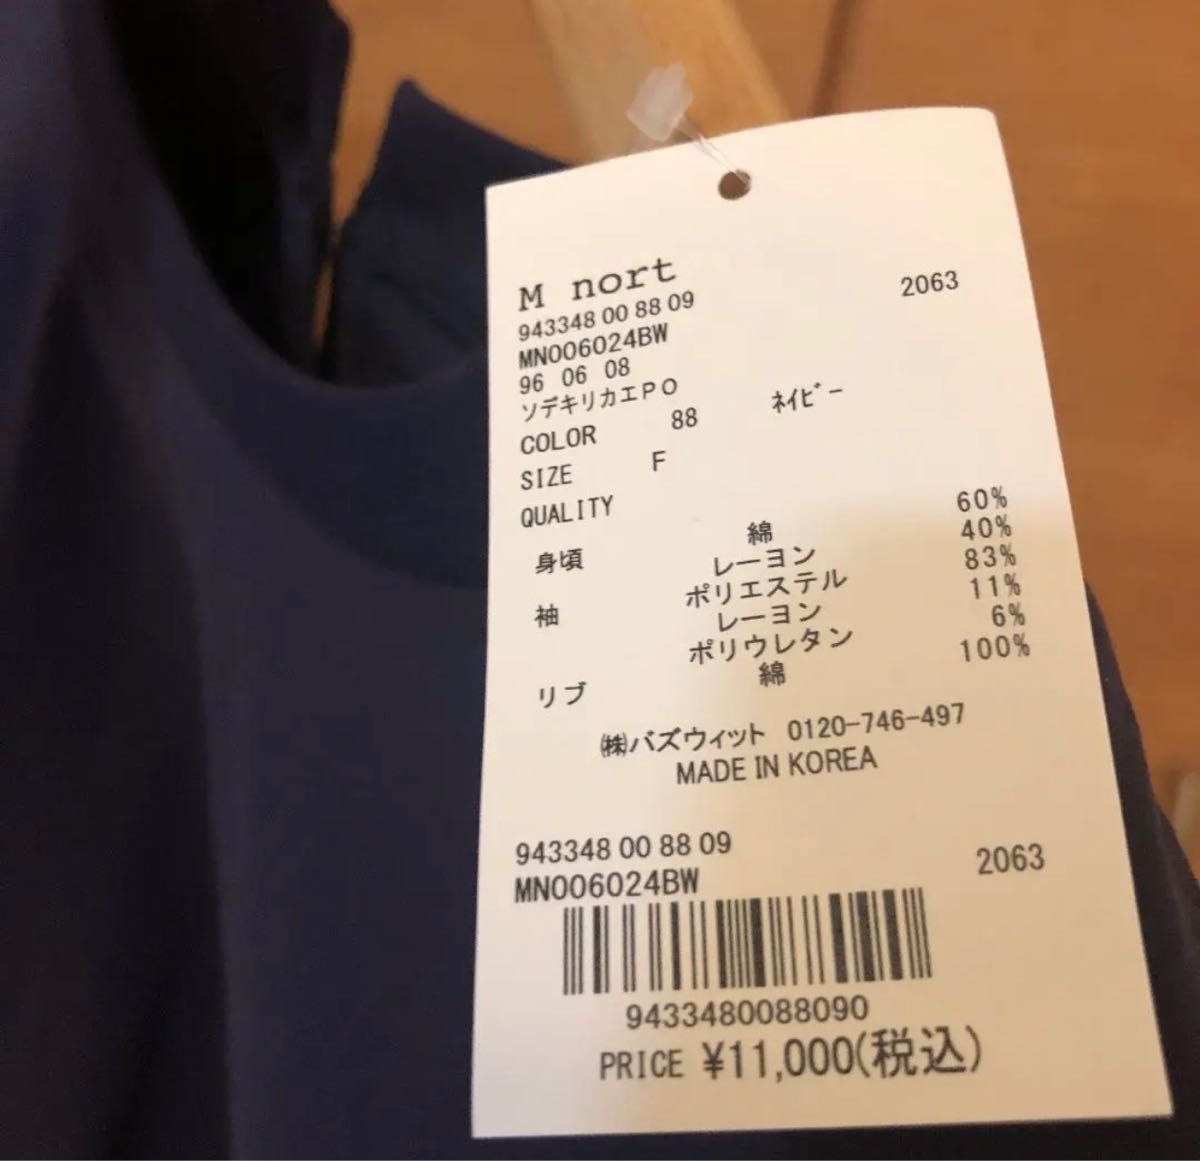 M nort
943348 00 88 09 2063
MN006024BW
96 06 08
ソデキリカエPO
COLOR 88 ネイビー
SIZE F
QUALITY
身頃 綿 60%
レーヨン 40%
袖 ポリエステル 83%
レーヨン 11%
ポリウレタン 6%
リブ 綿 100%
㈱バズウィット 0120-746-497
MADE IN KOREA
943348 00 88 09 2063
MN006024BW
9433480088090
PRICE ¥11,000(税込)